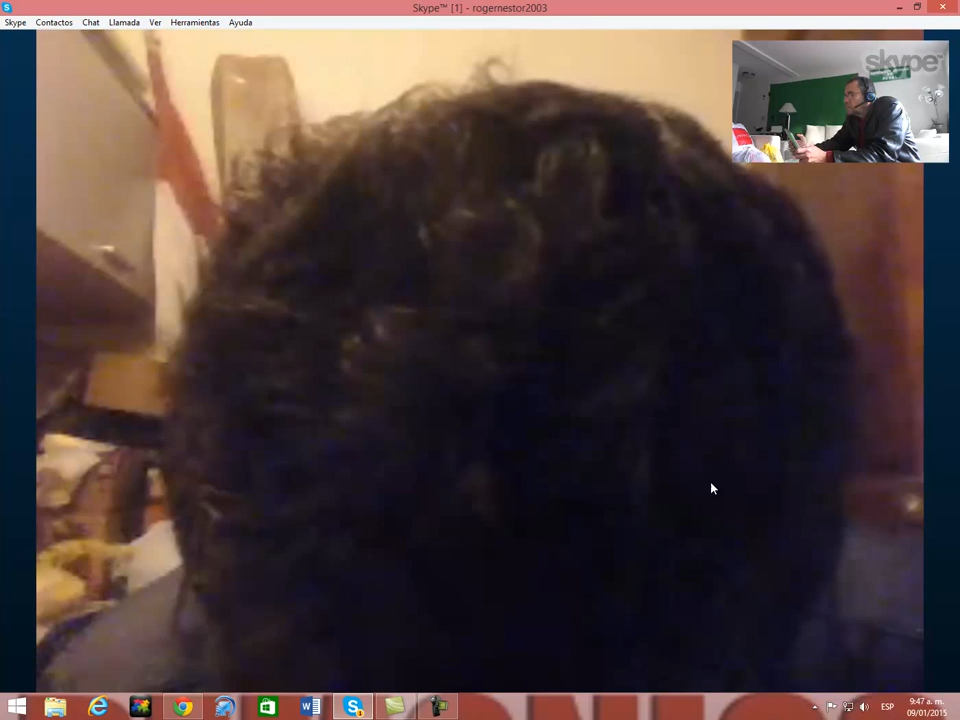 Skype™ [1] - rogernestor2003
Skype Contactos Chat Llamada Ver Herramientas Ayuda
skype
ESP
9:47 a. m.
09/01/2015